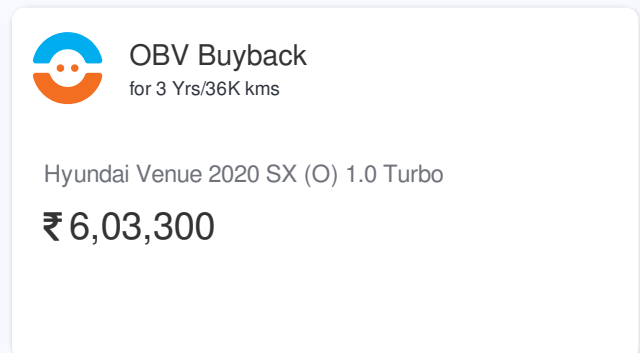 OBV Buyback
for 3 Yrs/36K kms
Hyundai Venue 2020 SX (O) 1.0 Turbo
₹ 6,03,300